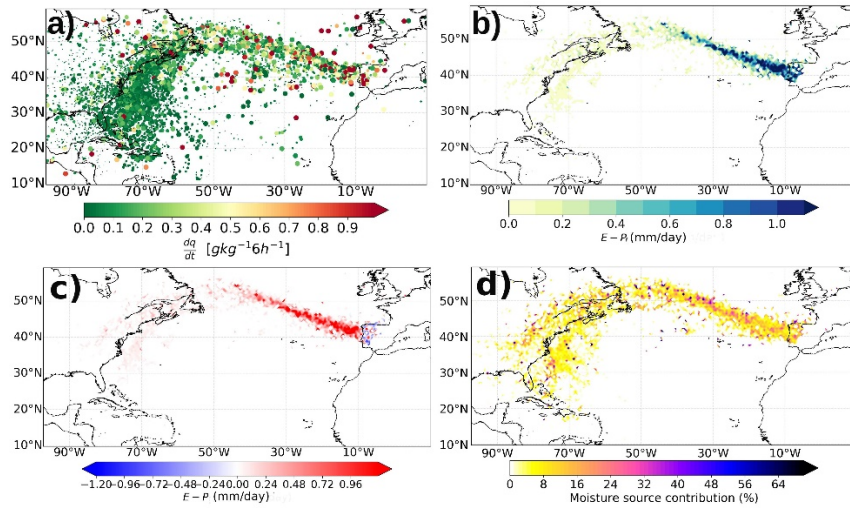 a)
50°N
40°N
30°N
20°N
10°N
90°W 70°W 50°W 30°W 10°W
0.0 0.1 0.2 0.3 0.4 0.5 0.6 0.7 0.8 0.9
dq/dt [gkg⁻¹6h⁻¹]
b)
50°N
40°N
30°N
20°N
10°N
90°W 70°W 50°W 30°W 10°W
0.0 0.2 0.4 0.6 0.8 1.0
E − Pᵢ(mm/day)
c)
50°N
40°N
30°N
20°N
10°N
90°W 70°W 50°W 30°W 10°W
−1.20−0.96−0.72−0.48−0.240.00 0.24 0.48 0.72 0.96
E − P (mm/day)
d)
50°N
40°N
30°N
20°N
10°N
90°W 70°W 50°W 30°W 10°W
0 8 16 24 32 40 48 56 64
Moisture source contribution (%)